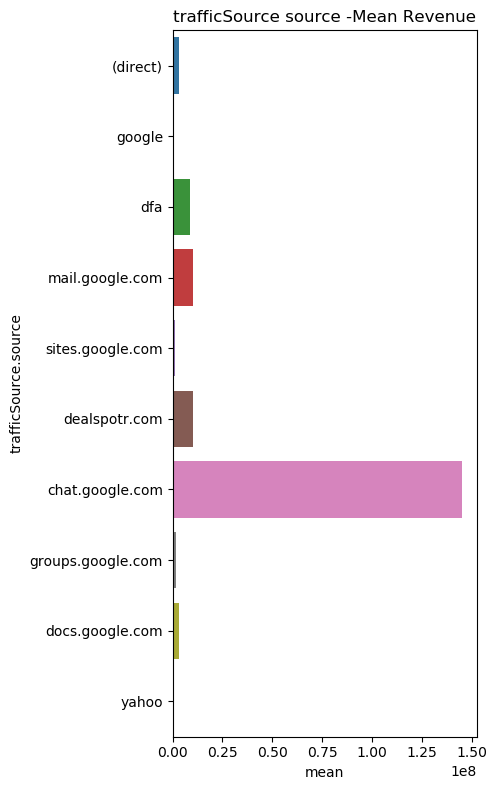 trafficSource source -Mean Revenue
(direct)
google
dfa
mail.google.com
sites.google.com
dealspotr.com
chat.google.com
groups.google.com
docs.google.com
yahoo
trafficSource.source
0.00 0.25 0.50 0.75 1.00 1.25 1.50
1e8
mean